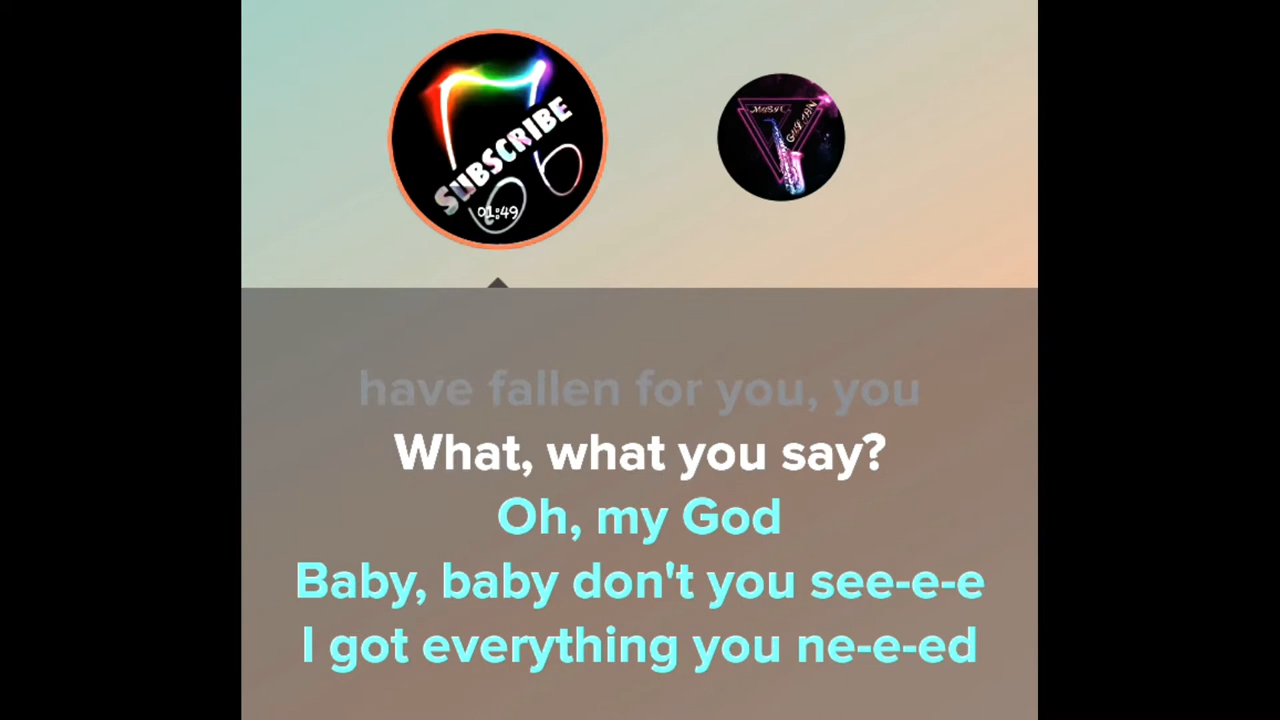 SUBSCRIBE
01:49
MUSIC
have fallen for you, you
What, what you say?
Oh, my God
Baby, baby don't you see-e-e
I got everything you ne-e-ed